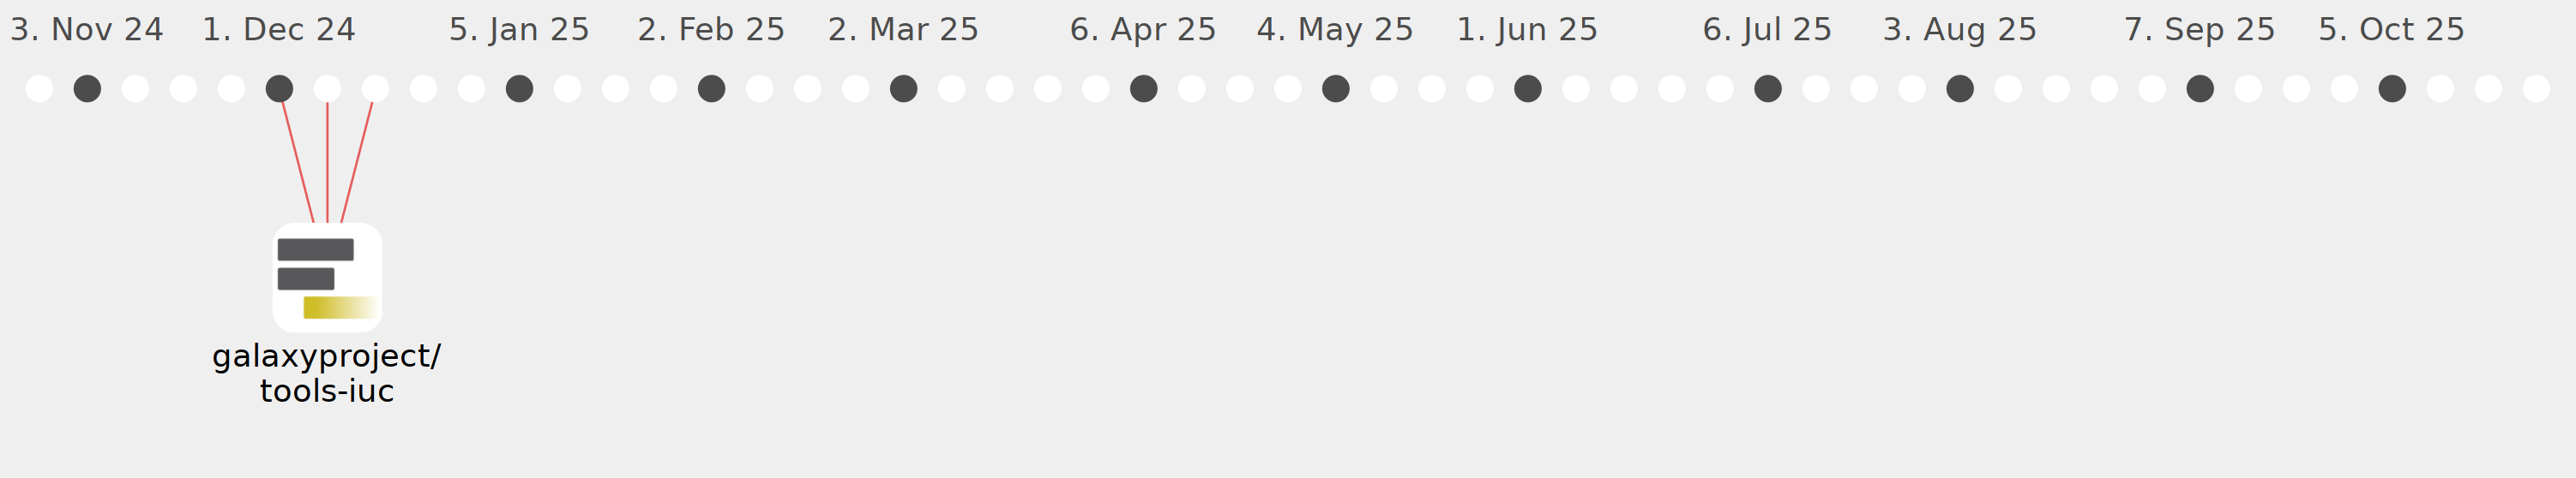 3. Nov 24 1. Dec 24 5. Jan 25 2. Feb 25 2. Mar 25 6. Apr 25 4. May 25 1. Jun 25 6. Jul 25 3. Aug 25 7. Sep 25 5. Oct 25
galaxyproject/
tools-iuc